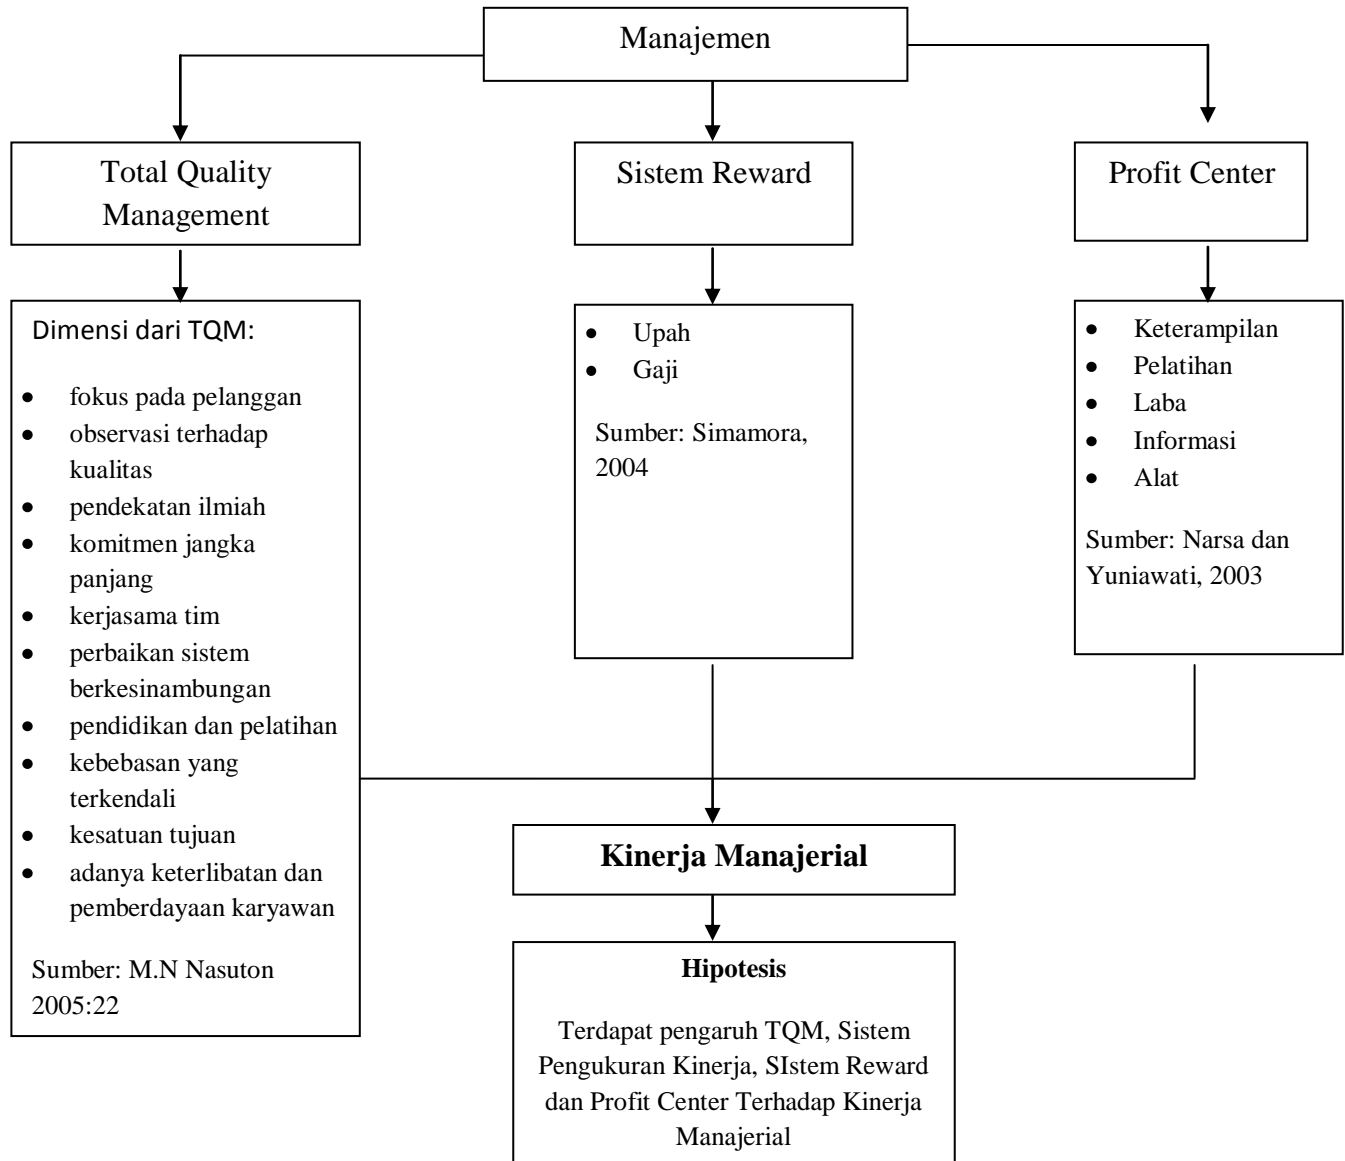 Manajemen
Total Quality
Management
Sistem Reward
Profit Center
Dimensi dari TQM:
• fokus pada pelanggan
• observasi terhadap
kualitas
• pendekatan ilmiah
• komitmen jangka
panjang
• kerjasama tim
• perbaikan sistem
berkesinambungan
• pendidikan dan pelatihan
• kebebasan yang
terkendali
• kesatuan tujuan
• adanya keterlibatan dan
pemberdayaan karyawan
Sumber: M.N Nasuton
2005:22
• Upah
• Gaji
Sumber: Simamora,
2004
• Keterampilan
• Pelatihan
• Laba
• Informasi
• Alat
Sumber: Narsa dan
Yuniawati, 2003
Kinerja Manajerial
Hipotesis
Terdapat pengaruh TQM, Sistem
Pengukuran Kinerja, SIstem Reward
dan Profit Center Terhadap Kinerja
Manajerial